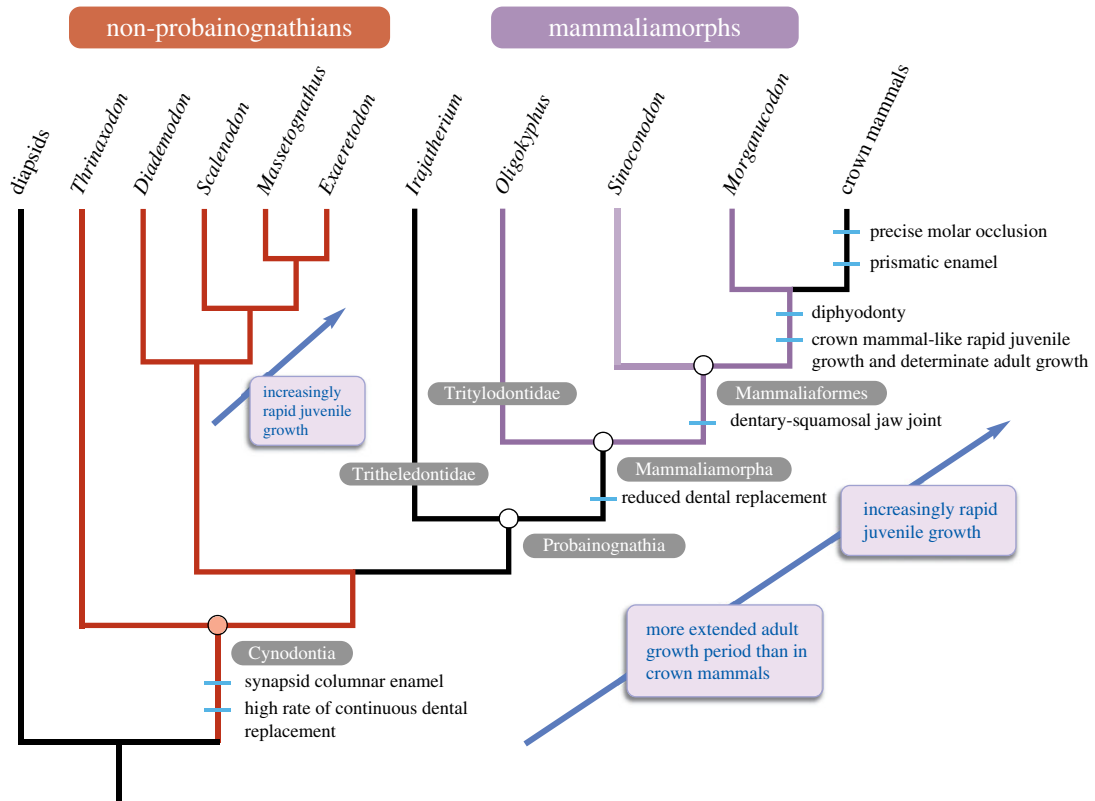 non-probainognathians
mammaliamorphs
diapsids
Thrinaxodon
Diademodon
Scalenodon
Massetognathus
Exaeretodon
Irajatherium
Oligokyphus
Sinoconodon
Morganucodon
crown mammals
precise molar occlusion
prismatic enamel
diphyodonty
crown mammal-like rapid juvenile
growth and determinate adult growth
increasingly
rapid juvenile
growth
Tritylodontidae
Mammaliaformes
dentary-squamosal jaw joint
Tritheledontidae
Mammaliamorpha
reduced dental replacement
increasingly rapid
juvenile growth
Probainognathia
more extended adult
growth period than in
crown mammals
Cynodontia
synapsid columnar enamel
high rate of continuous dental
replacement